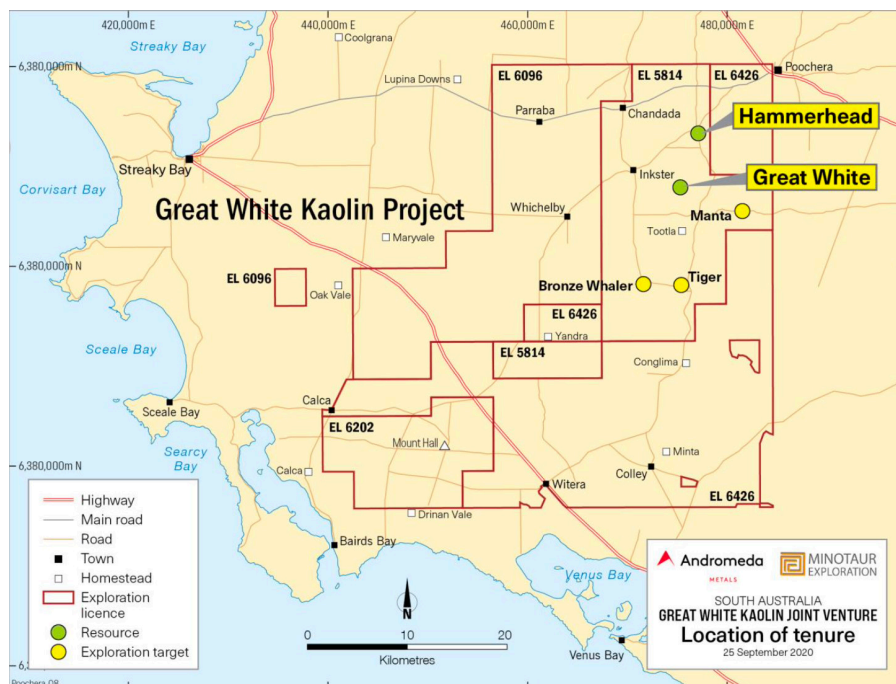 420,000m E
440,000m E
460,000m E
480,000m E
Streaky Bay
Coolgrana
6,380,000m N
Poochera
EL 6096
EL 5814
EL 6426
Lupina Downs
Parraba
Chandada
Hammerhead
Streaky Bay
Inkster
Great White
Corvisart Bay
Great White Kaolin Project
Whichelby
Manta
Maryvale
Tootla
6,380,000m N
EL 6096
Oak Vale
Bronze Whaler
Tiger
EL 6426
Yandra
Sceale Bay
EL 5814
Conglima
Calca
Sceale Bay
EL 6202
Mount Hall
Searcy
Bay
Minta
6,380,000m N
Calca
Colley
Witera
EL 6426
Drinan Vale
Bairds Bay
Highway
Main road
Road
Town
Homestead
Exploration
licence
Resource
Exploration target
N
0
10
20
Kilometres
Venus Bay
Venus Bay
Andromeda
METALS
MINOTAUR
EXPLORATION
SOUTH AUSTRALIA
GREAT WHITE KAOLIN JOINT VENTURE
Location of tenure
25 September 2020